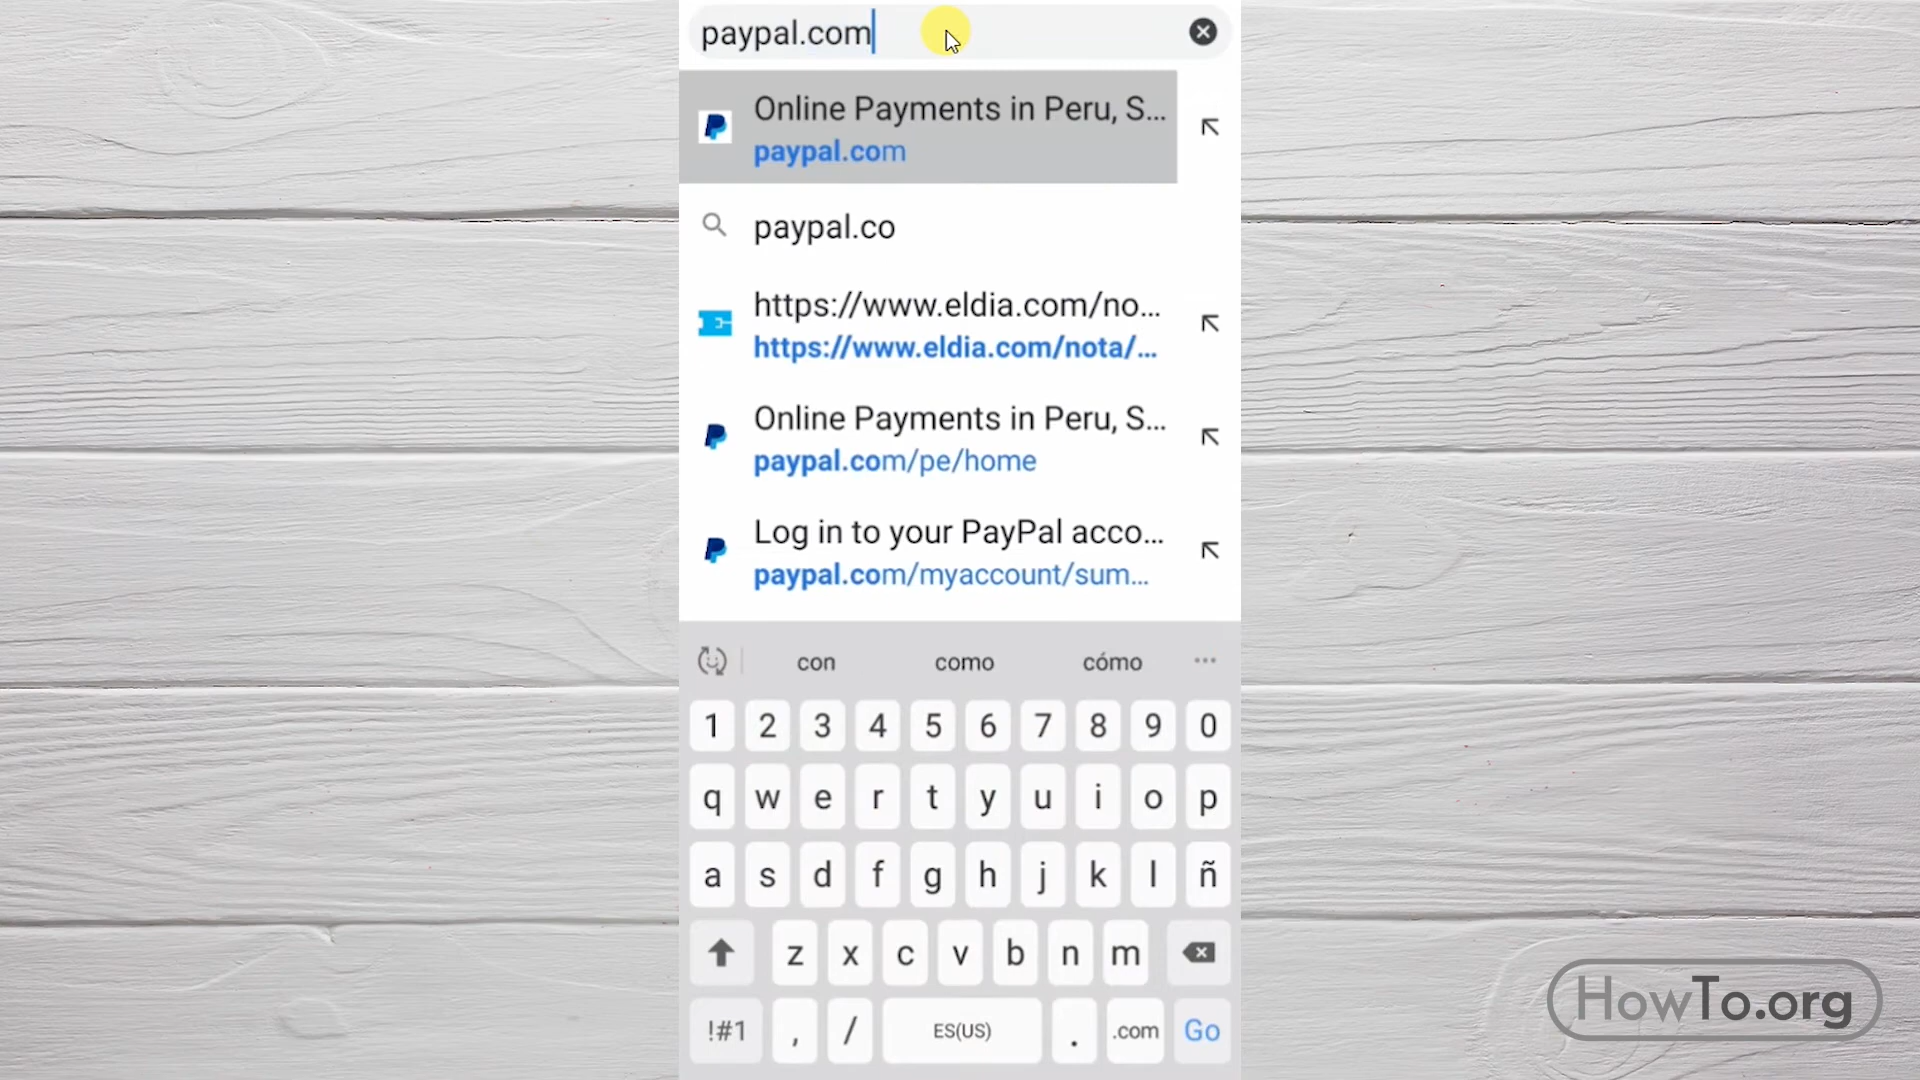 paypal.com
Online Payments in Peru, S...
paypal.com
paypal.co
https://www.eldia.com/no...
https://www.eldia.com/nota/...
Online Payments in Peru, S...
paypal.com/pe/home
Log in to your PayPal acco...
paypal.com/myaccount/sum...
con como cómo
1 2 3 4 5 6 7 8 9 0
q w e r t y u i o p
a s d f g h j k l ñ
z x c v b n m
!#1 , / ES(US) . .com Go
HowTo.org